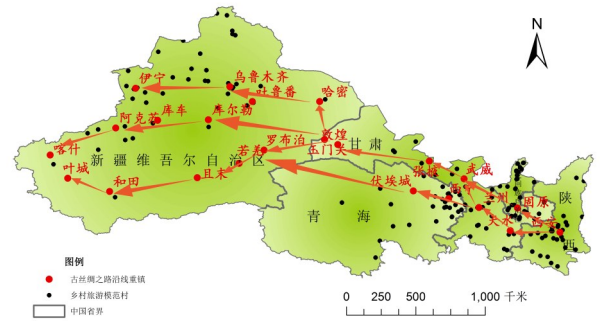 N
伊宁
乌鲁木齐
吐鲁番
哈密
阿克苏
库车
库尔勒
敦煌
玉门关
甘肃
喀什
罗布泊
若羌
新疆维吾尔自治区
叶城
和田
且末
张掖
武威
伏埃城
青海
兰州
周原
天水
西安
陕西
图例
古丝绸之路沿线重镇
乡村旅游模范村
中国省界
0 250 500 1,000 千米